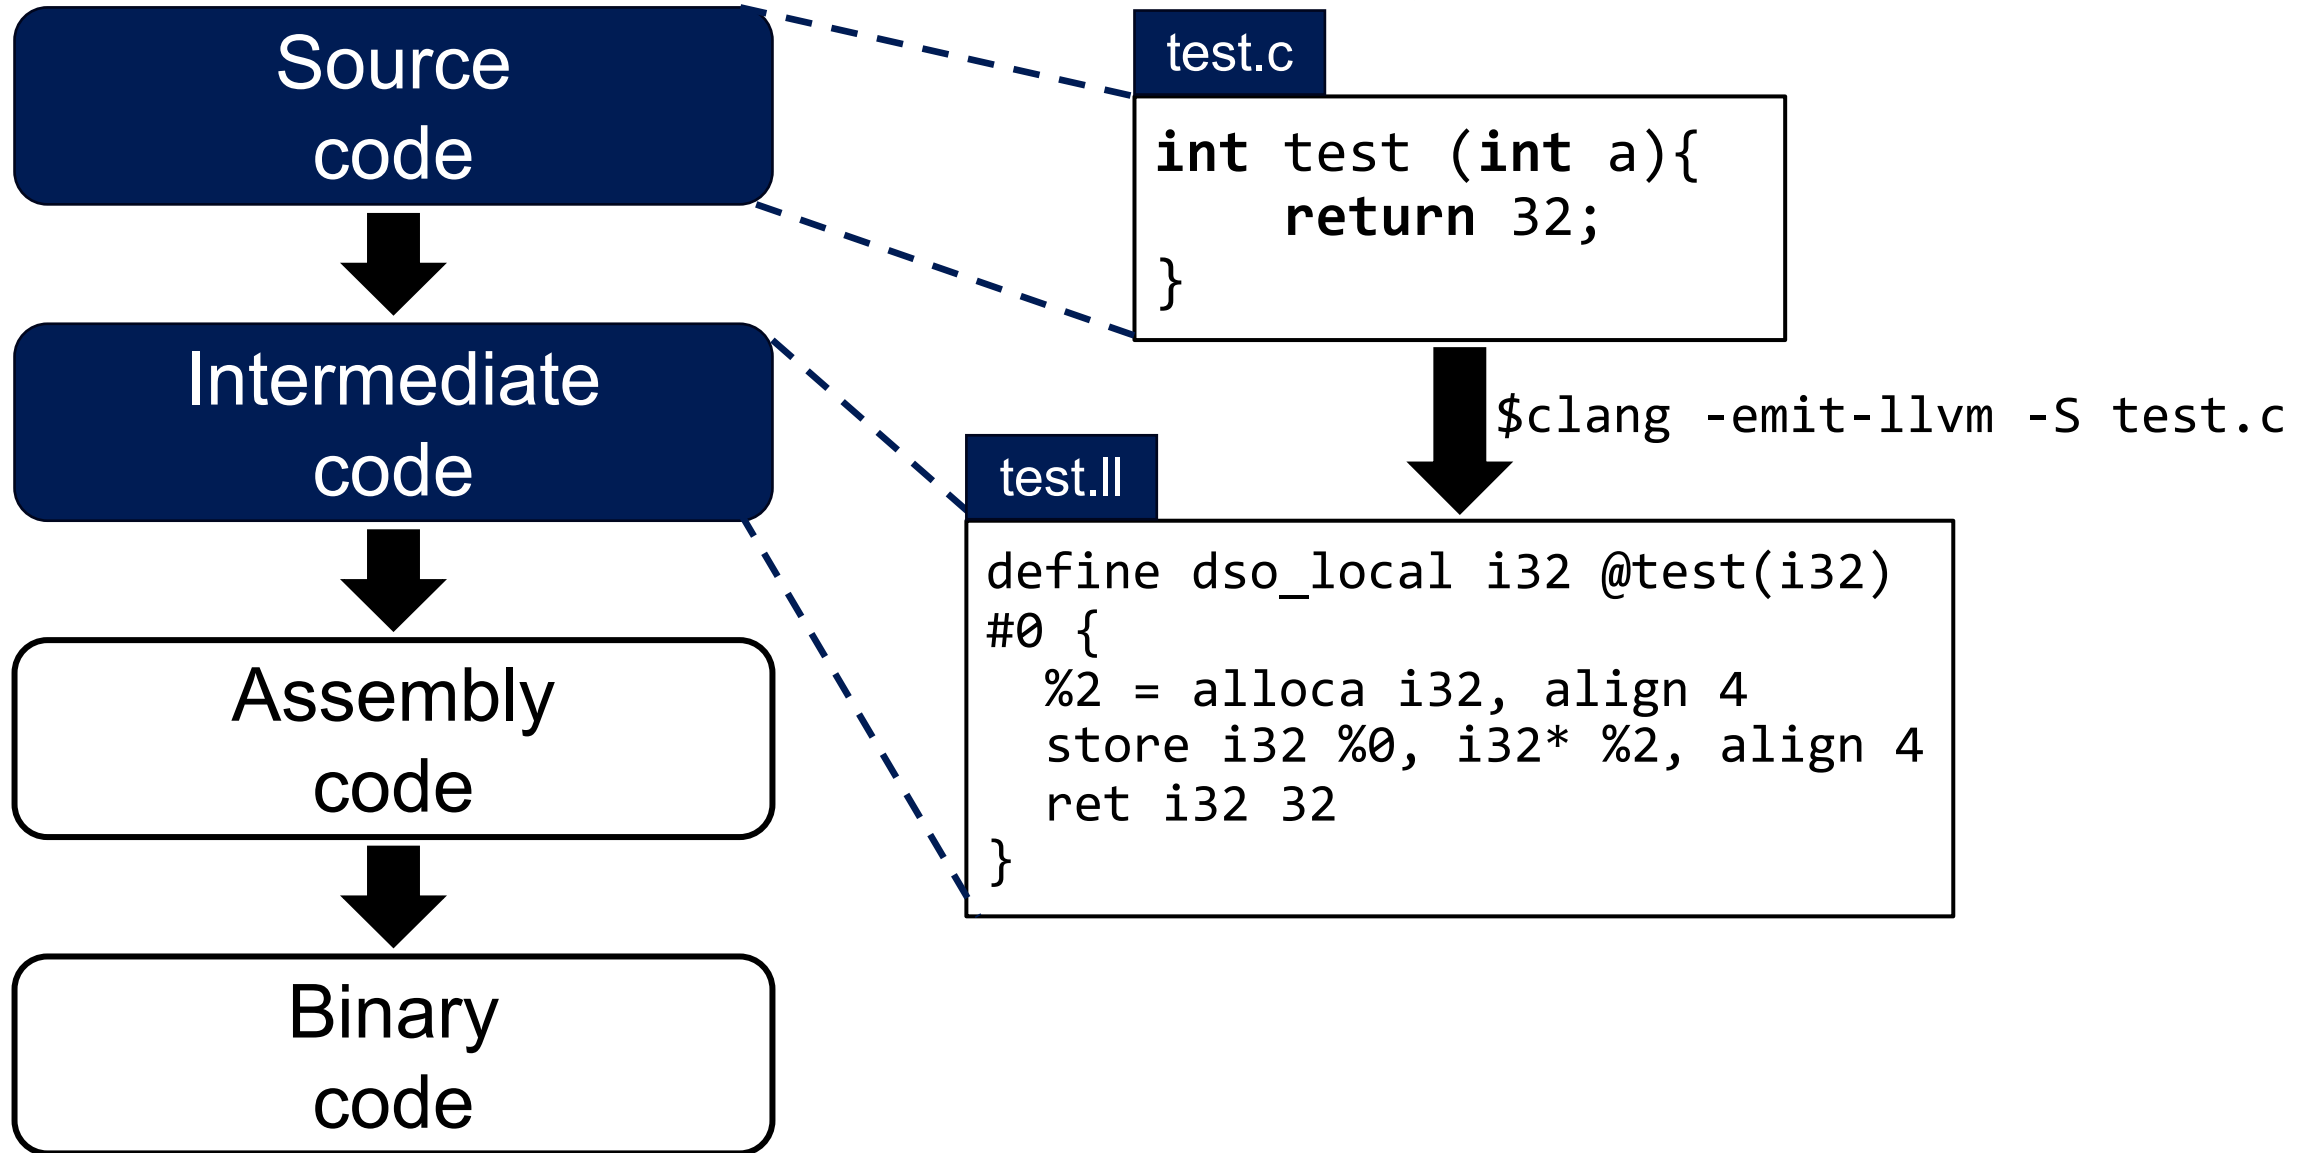 Source
code
Intermediate
code
Assembly
code
Binary
code
test.c
int test (int a){
    return 32;
}
$clang -emit-llvm -S test.c
test.ll
define dso_local i32 @test(i32)
#0 {
  %2 = alloca i32, align 4
  store i32 %0, i32* %2, align 4
  ret i32 32
}